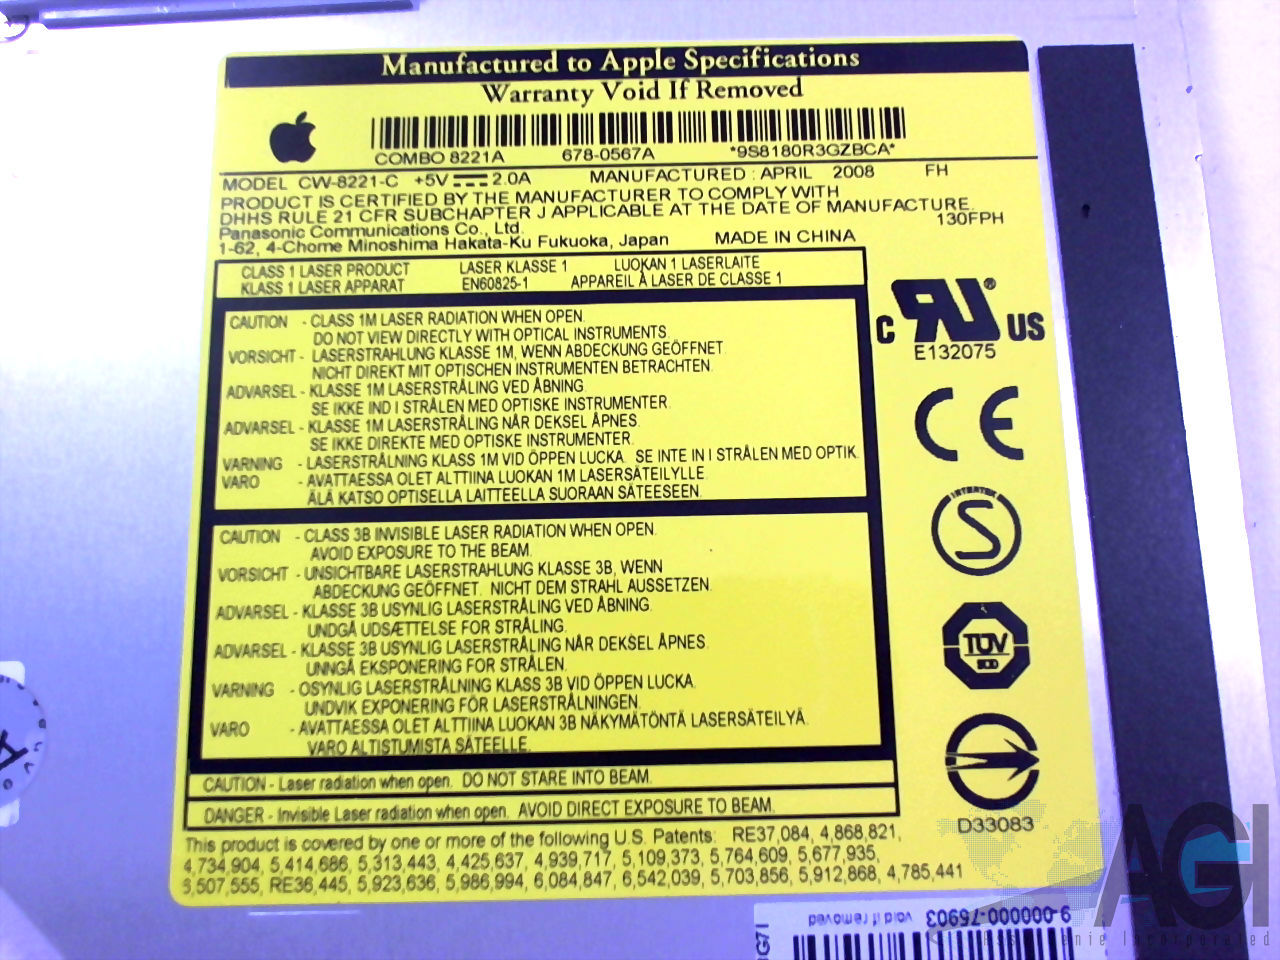 Manufactured to Apple Specifications
Warranty Void If Removed
COMBO 8221A 678-0567A *9S8180R3GZBCA*
MODEL CW-8221-C +5V 2.0A MANUFACTURED : APRIL 2008 FH
PRODUCT IS CERTIFIED BY THE MANUFACTURER TO COMPLY WITH
DHHS RULE 21 CFR SUBCHAPTER J APPLICABLE AT THE DATE OF MANUFACTURE.
130FPH
Panasonic Communications Co., Ltd.
1-62, 4-Chome Minoshima Hakata-Ku Fukuoka, Japan MADE IN CHINA
CLASS 1 LASER PRODUCT LASER KLASSE 1 LUOKAN 1 LASERLAITE
KLASS 1 LASER APPARAT EN60825-1 APPAREIL À LASER DE CLASSE 1
CAUTION - CLASS 1M LASER RADIATION WHEN OPEN.
DO NOT VIEW DIRECTLY WITH OPTICAL INSTRUMENTS.
VORSICHT - LASERSTRAHLUNG KLASSE 1M, WENN ABDECKUNG GEÖFFNET.
NICHT DIREKT MIT OPTISCHEN INSTRUMENTEN BETRACHTEN.
ADVARSEL - KLASSE 1M LASERSTRÅLING VED ÅBNING.
SE IKKE IND I STRÅLEN MED OPTISKE INSTRUMENTER.
ADVARSEL - KLASSE 1M LASERSTRÅLING NÅR DEKSEL ÅPNES.
SE IKKE DIREKTE MED OPTISKE INSTRUMENTER.
VARNING - LASERSTRÅLNING KLASS 1M VID ÖPPEN LUCKA. SE INTE IN I STRÅLEN MED OPTIK.
VARO - AVATTAESSA OLET ALTTIINA LUOKAN 1M LASERSÄTEILYLLE.
ÄLÄ KATSO OPTISELLA LAITTEELLA SUORAAN SÄTEESEEN.
CAUTION - CLASS 3B INVISIBLE LASER RADIATION WHEN OPEN.
AVOID EXPOSURE TO THE BEAM.
VORSICHT - UNSICHTBARE LASERSTRAHLUNG KLASSE 3B, WENN
ABDECKUNG GEÖFFNET. NICHT DEM STRAHL AUSSETZEN.
ADVARSEL - KLASSE 3B USYNLIG LASERSTRÅLING VED ÅBNING.
UNDGÅ UDSÆTTELSE FOR STRÅLING.
ADVARSEL - KLASSE 3B USYNLIG LASERSTRÅLING NÅR DEKSEL ÅPNES.
UNNGÅ EKSPONERING FOR STRÅLEN.
VARNING - OSYNLIG LASERSTRÅLNING KLASS 3B VID ÖPPEN LUCKA.
UNDVIK EXPONERING FÖR LASERSTRÅLNINGEN.
VARO - AVATTAESSA OLET ALTTIINA LUOKAN 3B NÄKYMÄTÖNTÄ LASERSÄTEILYÄ.
VARO ALTISTUMISTA SÄTEELLE.
CAUTION - Laser radiation when open. DO NOT STARE INTO BEAM.
DANGER - Invisible Laser radiation when open. AVOID DIRECT EXPOSURE TO BEAM.
This product is covered by one or more of the following U.S. Patents: RE37,084, 4,868,821,
4,734,904, 5,414,686, 5,313,443, 4,425,637, 4,939,717, 5,109,373, 5,764,609, 5,677,935,
5,507,555, RE36,445, 5,923,636, 5,986,994, 6,084,847, 6,542,039, 5,703,856, 5,912,868, 4,785,441
C RU ® US
E132075
CE
S
TÜV
D33083
9-000000-75903 void if removed
AGI
Incorporated